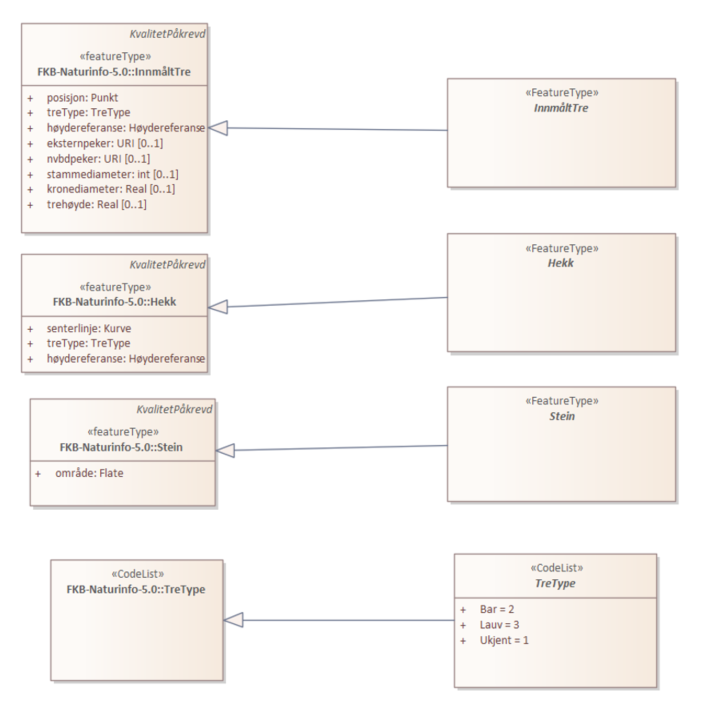 KvalitetPåkrevd
«featureType»
FKB-Naturinfo-5.0::InnmåltTre
+ posisjon: Punkt
+ treType: TreType
+ høydereferanse: Høydereferanse
+ eksternpeker: URI [0..1]
+ nvbdpeker: URI [0..1]
+ stammediameter: int [0..1]
+ kronediameter: Real [0..1]
+ trehøyde: Real [0..1]
«FeatureType»
InnmåltTre
KvalitetPåkrevd
«featureType»
FKB-Naturinfo-5.0::Hekk
+ senterlinje: Kurve
+ treType: TreType
+ høydereferanse: Høydereferanse
«FeatureType»
Hekk
KvalitetPåkrevd
«featureType»
FKB-Naturinfo-5.0::Stein
+ område: Flate
«FeatureType»
Stein
«CodeList»
FKB-Naturinfo-5.0::TreType
«CodeList»
TreType
+ Bar = 2
+ Lauv = 3
+ Ukjent = 1